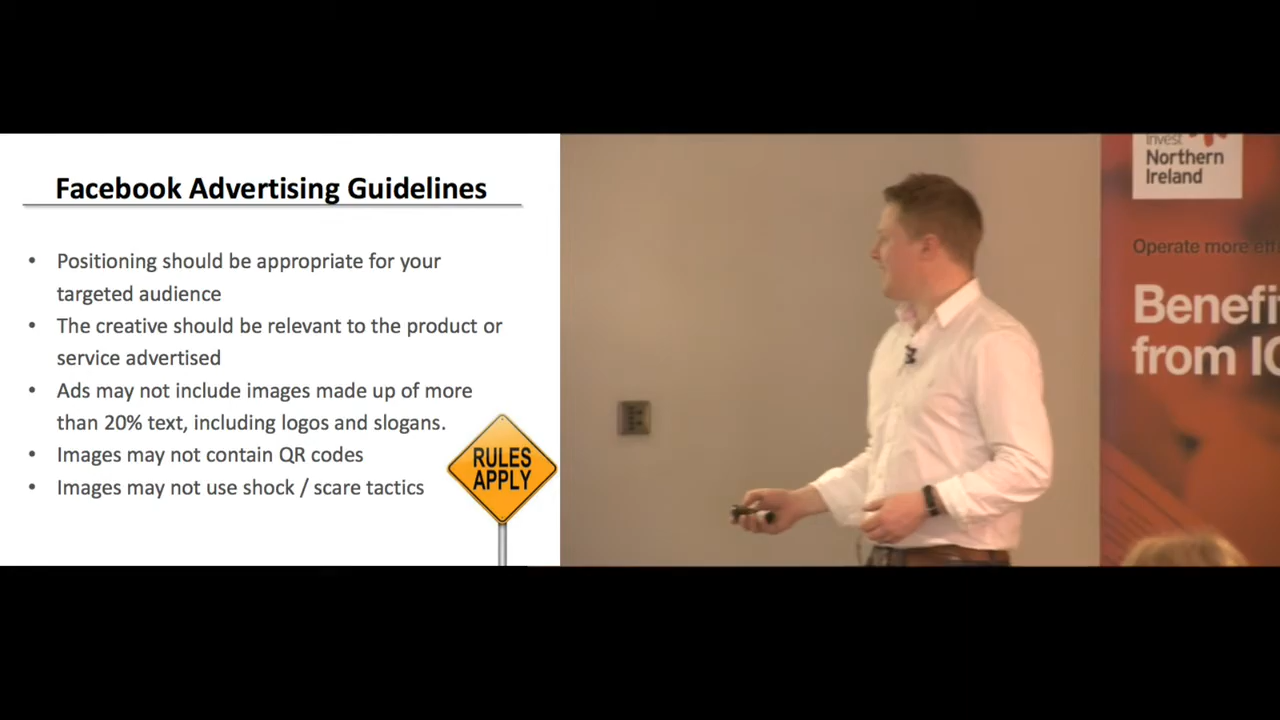 Facebook Advertising Guidelines
• Positioning should be appropriate for your
targeted audience
• The creative should be relevant to the product or
service advertised
• Ads may not include images made up of more
than 20% text, including logos and slogans.
• Images may not contain QR codes
• Images may not use shock / scare tactics
RULES
APPLY
Invest
Northern
Ireland
Operate more
from